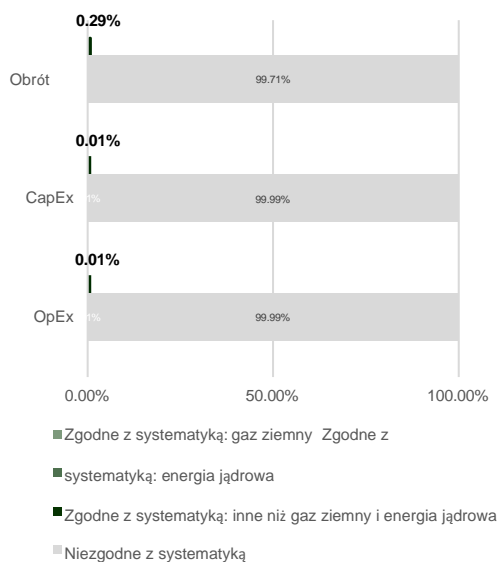 0.29%
Obrót
99.71%
0.01%
CapEx
99.99%
0.01%
OpEx
99.99%
0.00% 50.00% 100.00%
Zgodne z systematyką: gaz ziemny Zgodne z
systematyką: energia jądrowa
Zgodne z systematyką: inne niż gaz ziemny i energia jądrowa
Niezgodne z systematyką